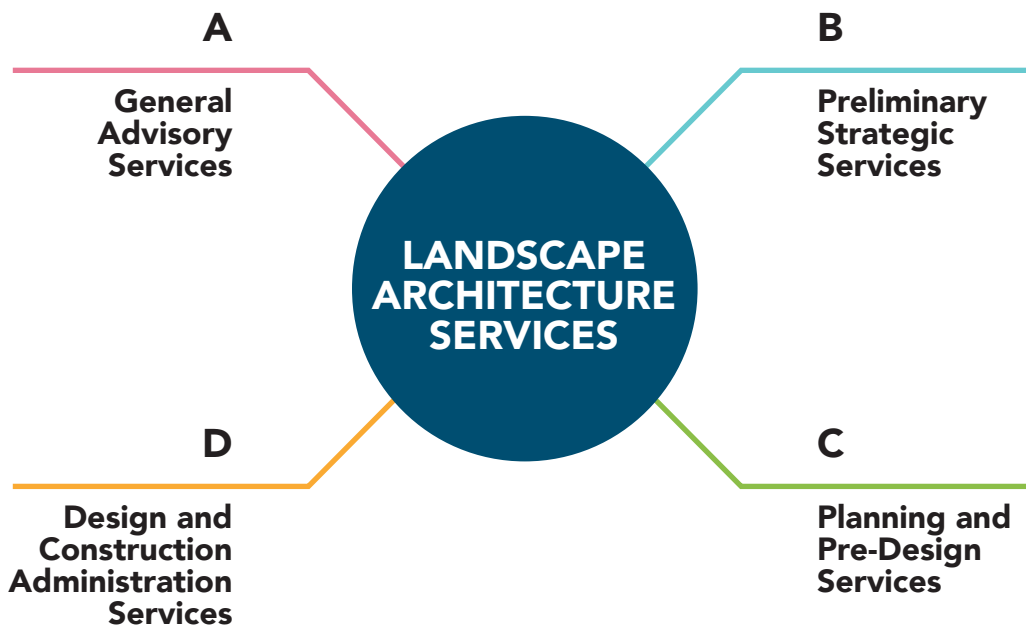 A
General
Advisory
Services
B
Preliminary
Strategic
Services
LANDSCAPE
ARCHITECTURE
SERVICES
D
Design and
Construction
Administration
Services
C
Planning and
Pre-Design
Services